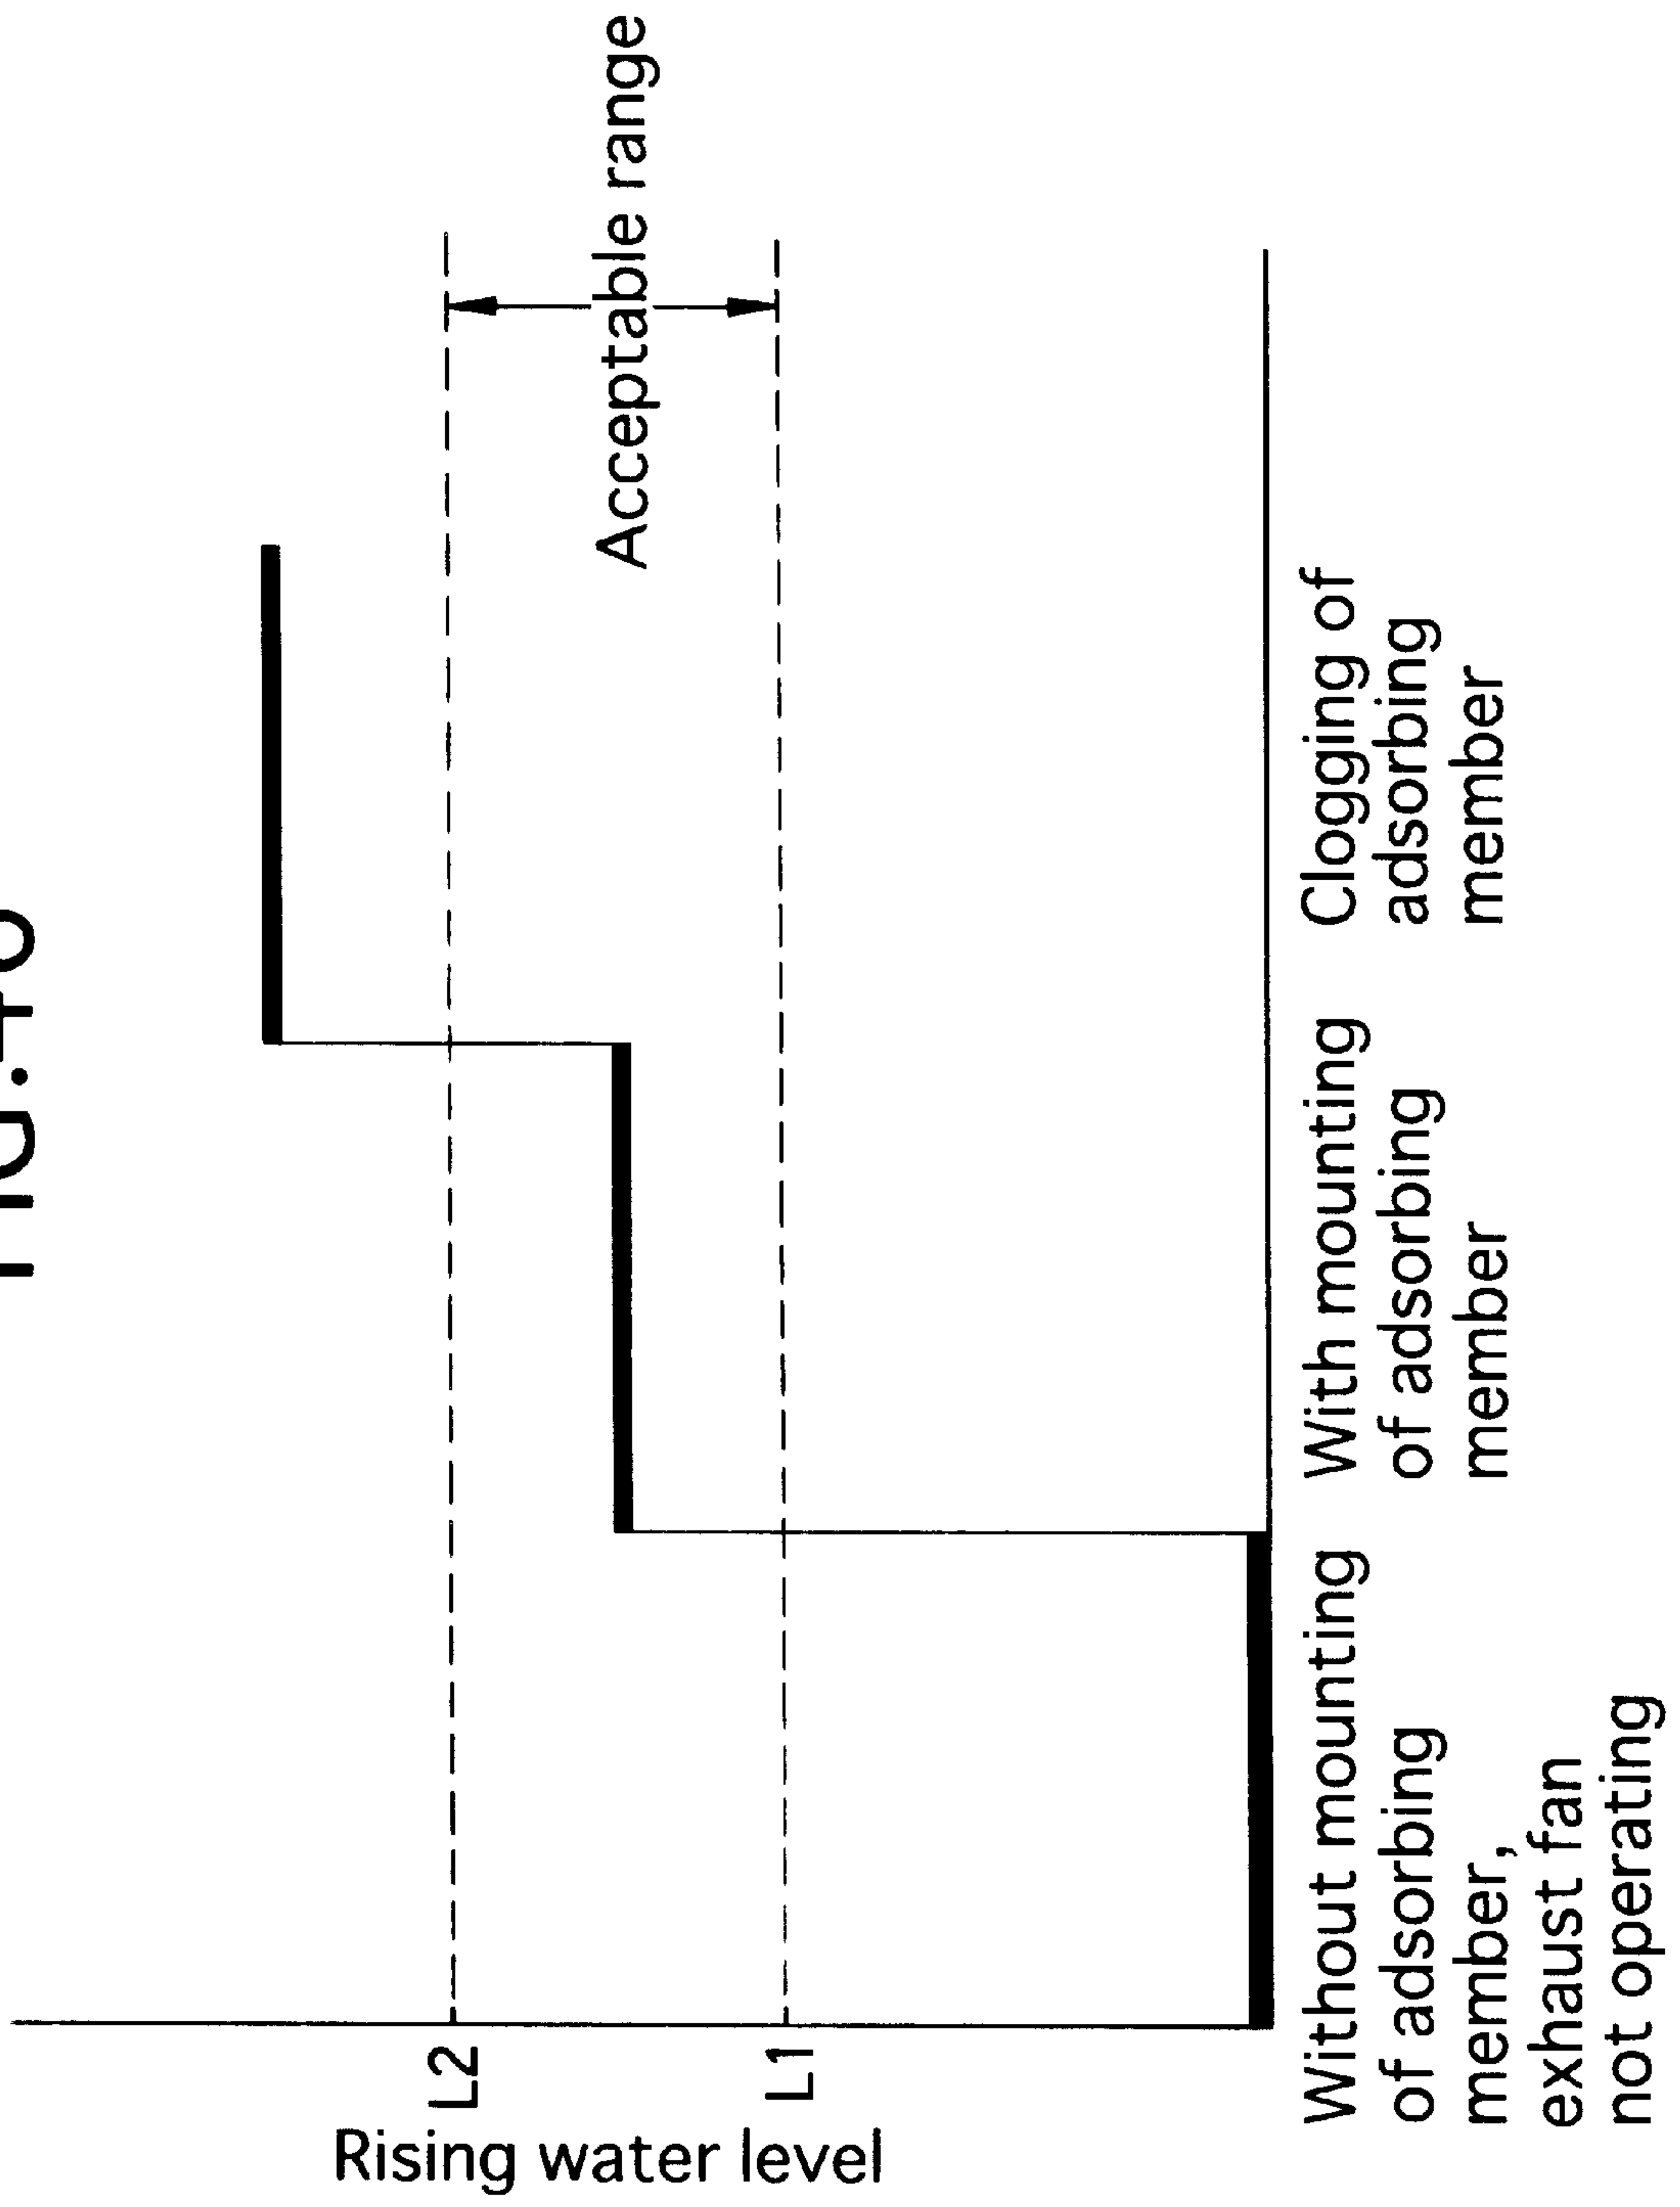 Rising water level
L2
L1
Acceptable range
Without mounting
of adsorbing
member,
exhaust fan
not operating
With mounting
of adsorbing
member
Clogging of
adsorbing
member